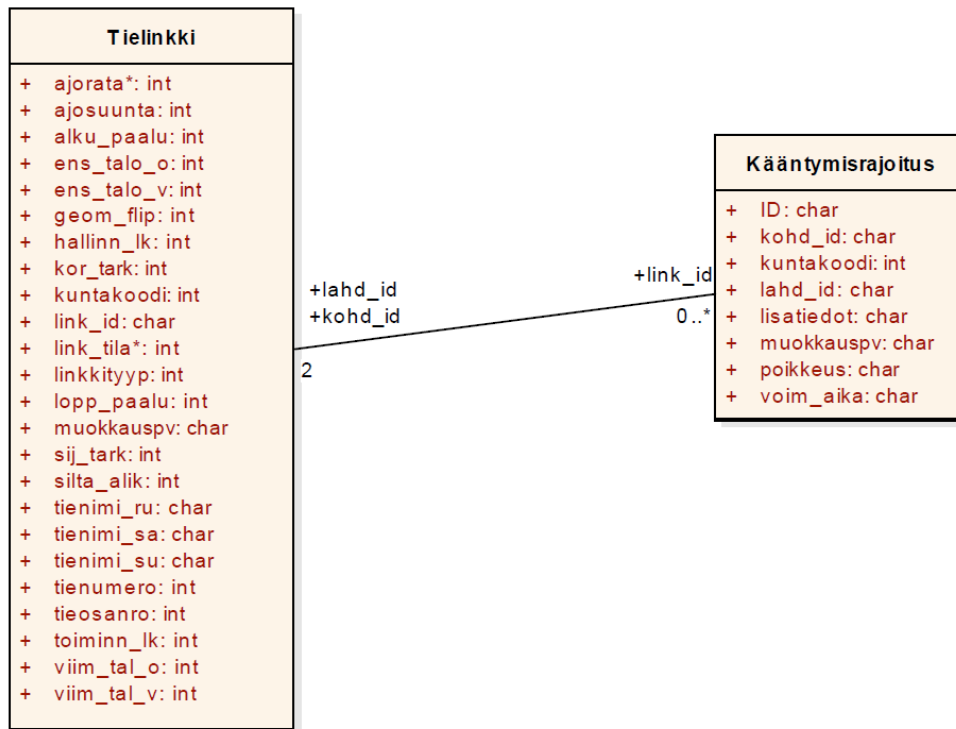 Tielinkki
+ ajorata*: int
+ ajosuunta: int
+ alku_paalu: int
+ ens_talo_o: int
+ ens_talo_v: int
+ geom_flip: int
+ hallinn_lk: int
+ kor_tark: int
+ kuntakoodi: int
+ link_id: char
+ link_tila*: int
+ linkkityyp: int
+ lopp_paalu: int
+ muokkauspv: char
+ sij_tark: int
+ silta_alik: int
+ tienimi_ru: char
+ tienimi_sa: char
+ tienimi_su: char
+ tienumero: int
+ tieosanro: int
+ toiminn_lk: int
+ viim_tal_o: int
+ viim_tal_v: int
+lahd_id
+kohd_id
2
+link_id
0..*
Kääntymisrajoitus
+ ID: char
+ kohd_id: char
+ kuntakoodi: int
+ lahd_id: char
+ lisatiedot: char
+ muokkauspv: char
+ poikkeus: char
+ voim_aika: char